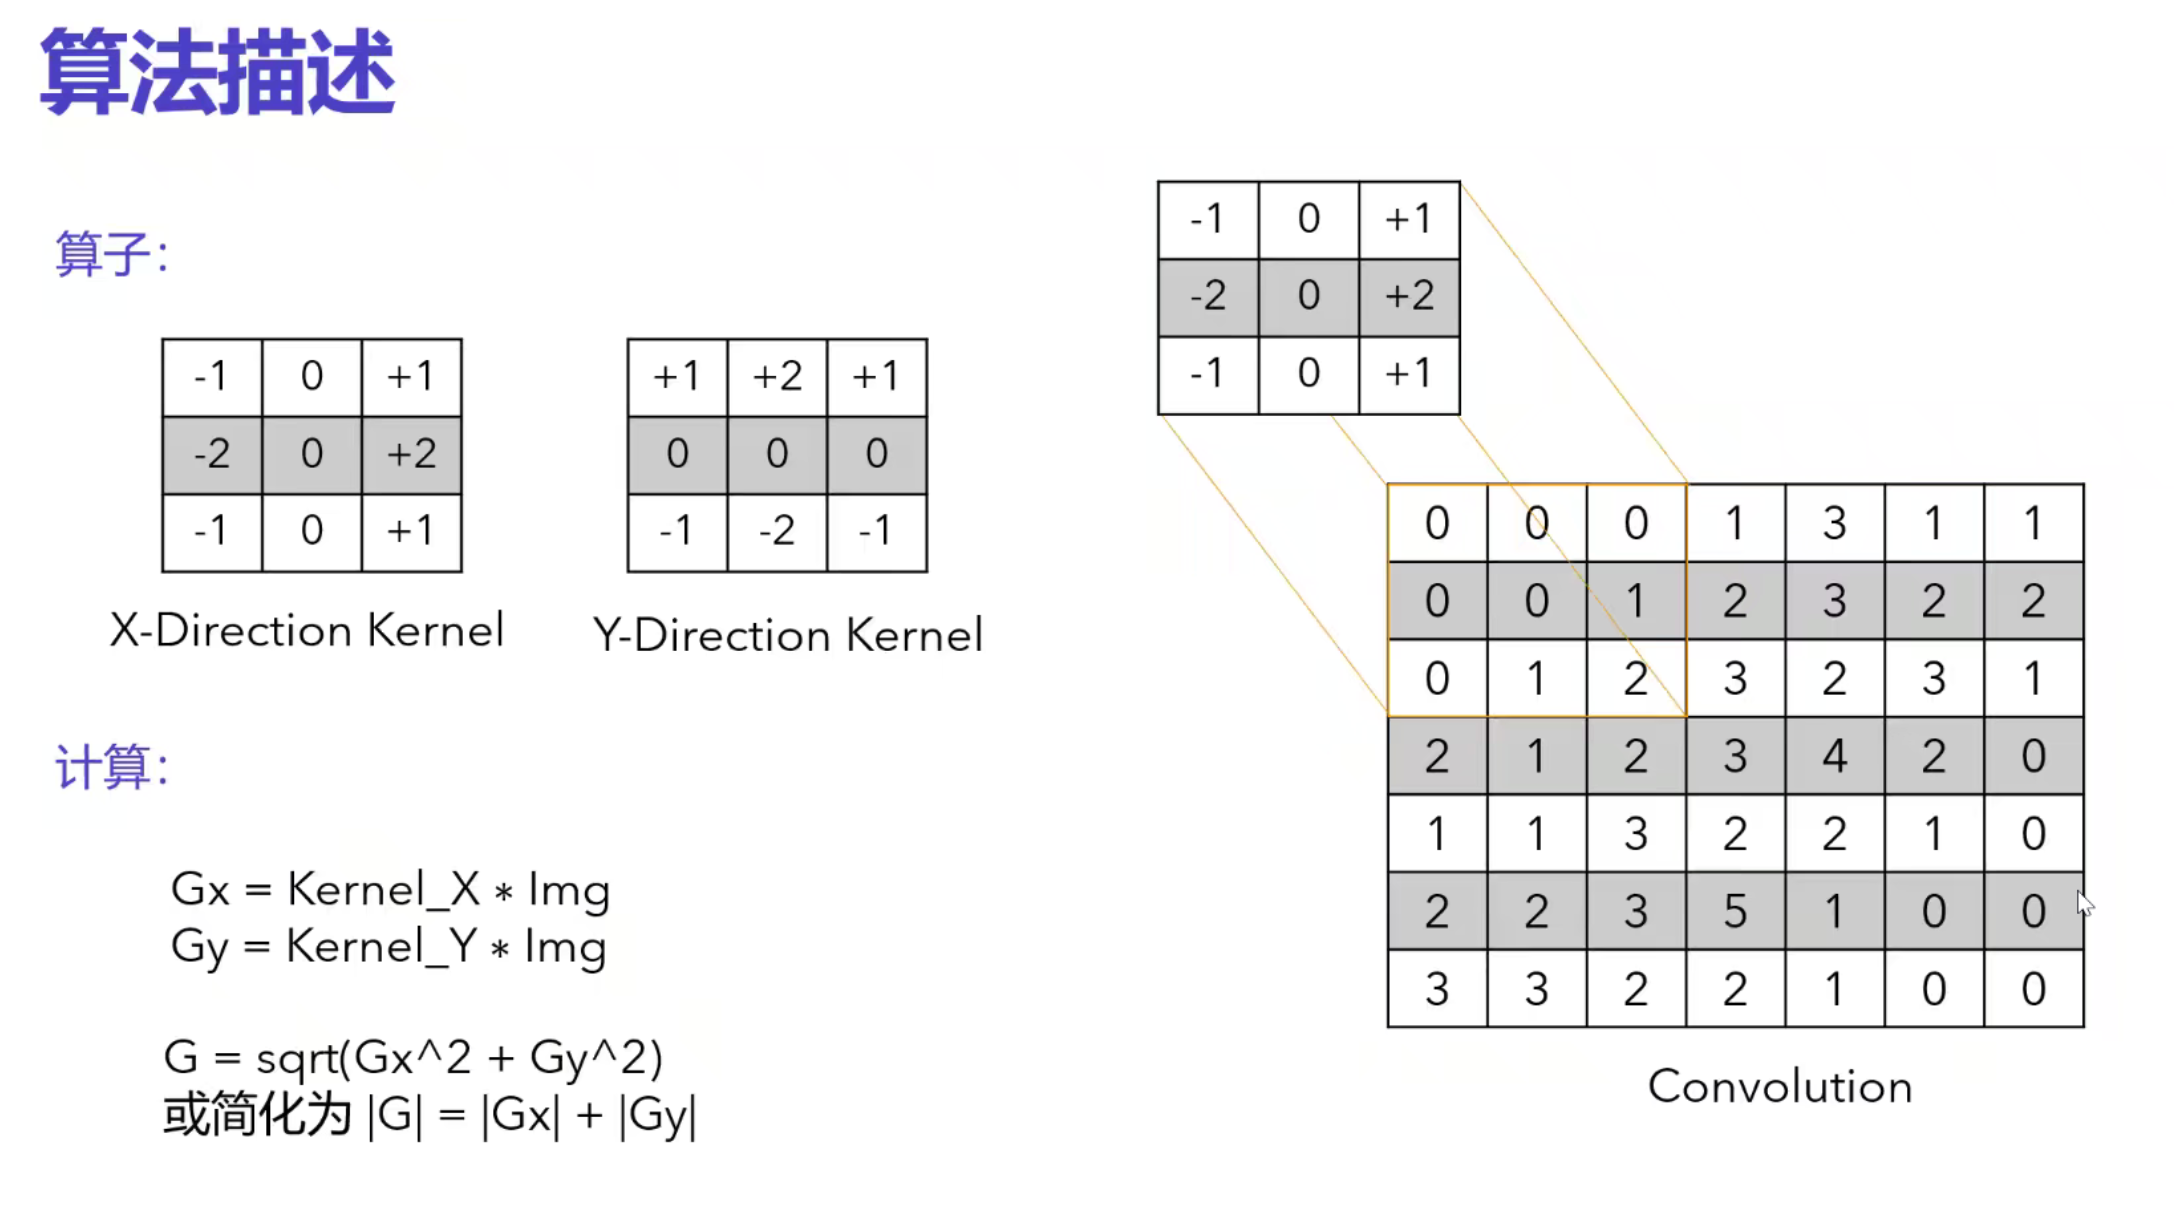 算法描述
算子：
-1 0 +1
-2 0 +2
-1 0 +1
X-Direction Kernel
+1 +2 +1
0 0 0
-1 -2 -1
Y-Direction Kernel
计算：
Gx = Kernel_X * Img
Gy = Kernel_Y * Img
G = sqrt(Gx^2 + Gy^2)
或简化为 |G| = |Gx| + |Gy|
-1 0 +1
-2 0 +2
-1 0 +1
0 0 0 1 3 1 1
0 0 1 2 3 2 2
0 1 2 3 2 3 1
2 1 2 3 4 2 0
1 1 3 2 2 1 0
2 2 3 5 1 0 0
3 3 2 2 1 0 0
Convolution